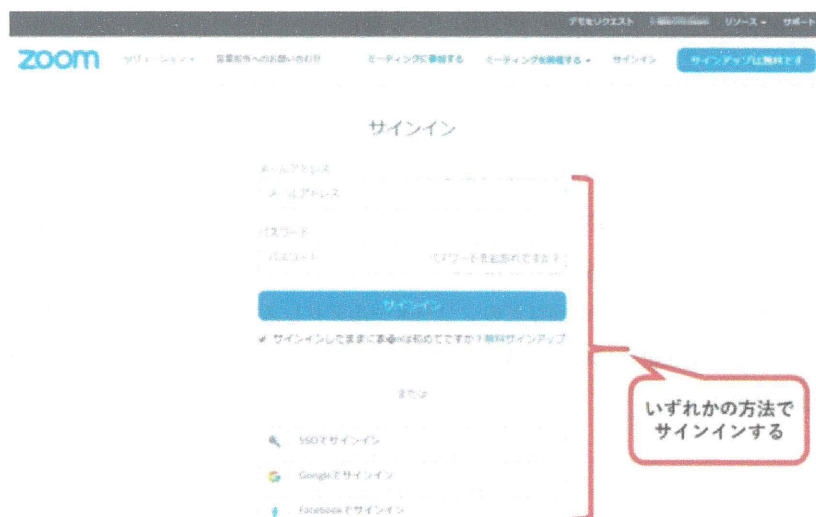 デモをリクエスト リソース サポート
zoom ソリューション 営業担当へのお問い合わせ ミーティングに参加する ミーティングを開催する サインイン サインアップは無料です
サインイン
メールアドレス
メールアドレス
パスワード
パスワード パスワードをお忘れですか?
サインイン
サインインしたままにする は初めてですか?無料サインアップ
または
SSOでサインイン
Googleでサインイン
Facebookでサインイン
いずれかの方法で
サインインする